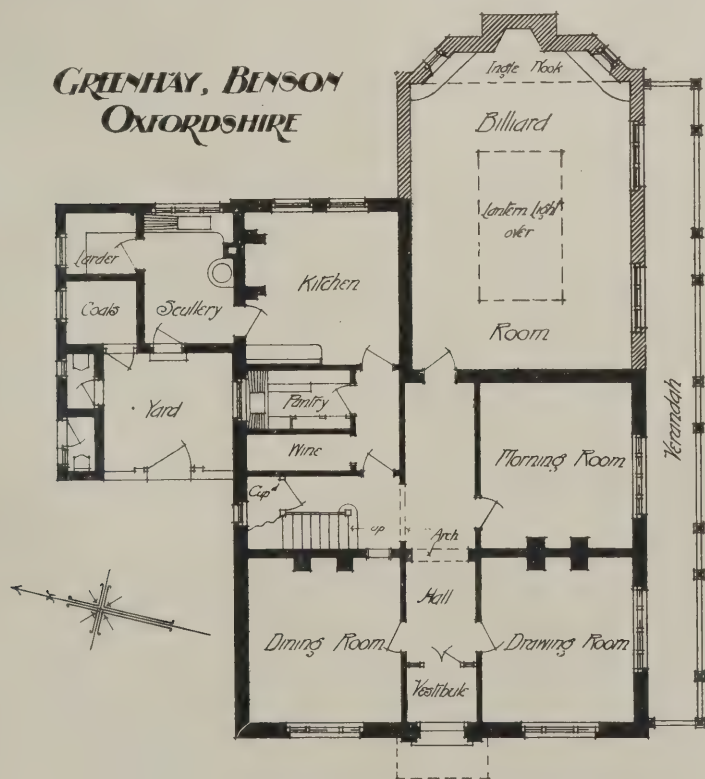 GREENHAY, BENSON
OXFORDSHIRE
Ingle Nook
Billiard
Lantern Light
over
Room
Larder
Coals
Scullery
Kitchen
Yard
Pantry
Wine
Cupd
up
Arch
Morning Room
Verandah
Hall
Dining Room
Drawing Room
Vestibule